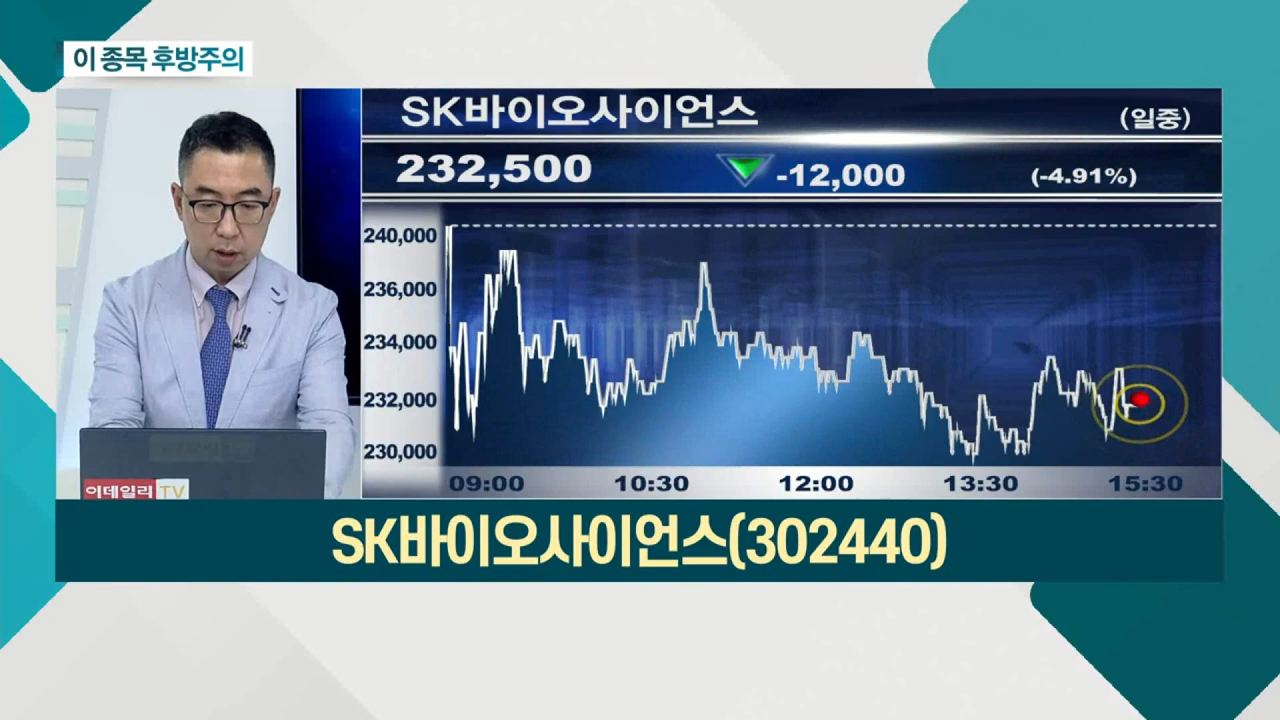 이 종목 후방주의
SK바이오사이언스
(일중)
232,500 -12,000 (-4.91%)
240,000
236,000
234,000
232,000
230,000
09:00 10:30 12:00 13:30 15:30
이데일리 TV
SK바이오사이언스(302440)